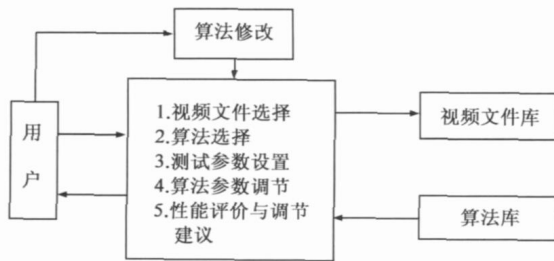 算法修改
用户
1.视频文件选择
2.算法选择
3.测试参数设置
4.算法参数调节
5.性能评价与调节
建议
视频文件库
算法库